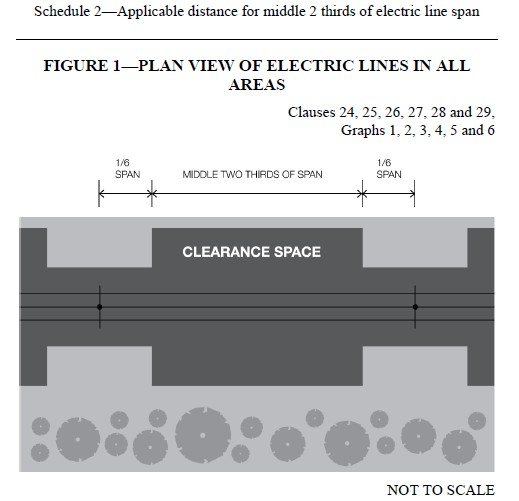 Schedule 2—Applicable distance for middle 2 thirds of electric line span
FIGURE 1—PLAN VIEW OF ELECTRIC LINES IN ALL
AREAS
Clauses 24, 25, 26, 27, 28 and 29,
Graphs 1, 2, 3, 4, 5 and 6
1/6
SPAN
MIDDLE TWO THIRDS OF SPAN
1/6
SPAN
CLEARANCE SPACE
NOT TO SCALE